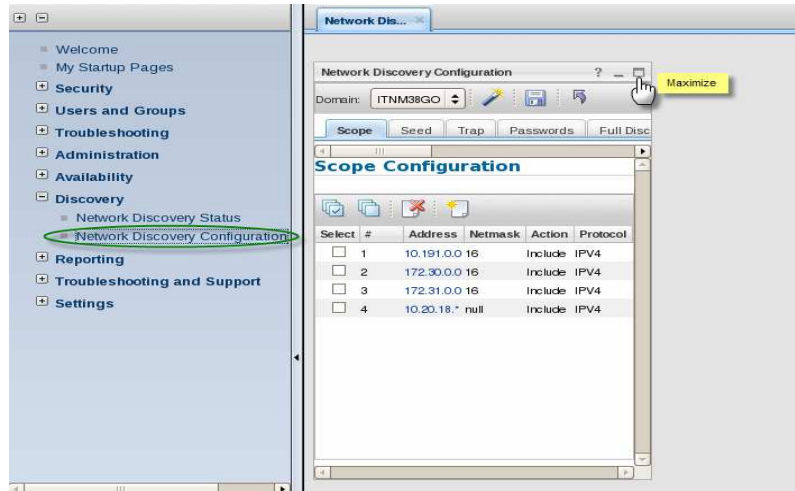 Network Dis...
Welcome
My Startup Pages
Security
Users and Groups
Troubleshooting
Administration
Availability
Discovery
Network Discovery Status
Network Discovery Configuration
Reporting
Troubleshooting and Support
Settings
Network Discovery Configuration ? _
Maximize
Domain: ITNM38GO
Scope Seed Trap Passwords Full Disc
Scope Configuration
Select # Address Netmask Action Protocol
1 10.191.0.0 16 Include IPV4
2 172.30.0.0 16 Include IPV4
3 172.31.0.0 16 Include IPV4
4 10.20.18.* null Include IPV4